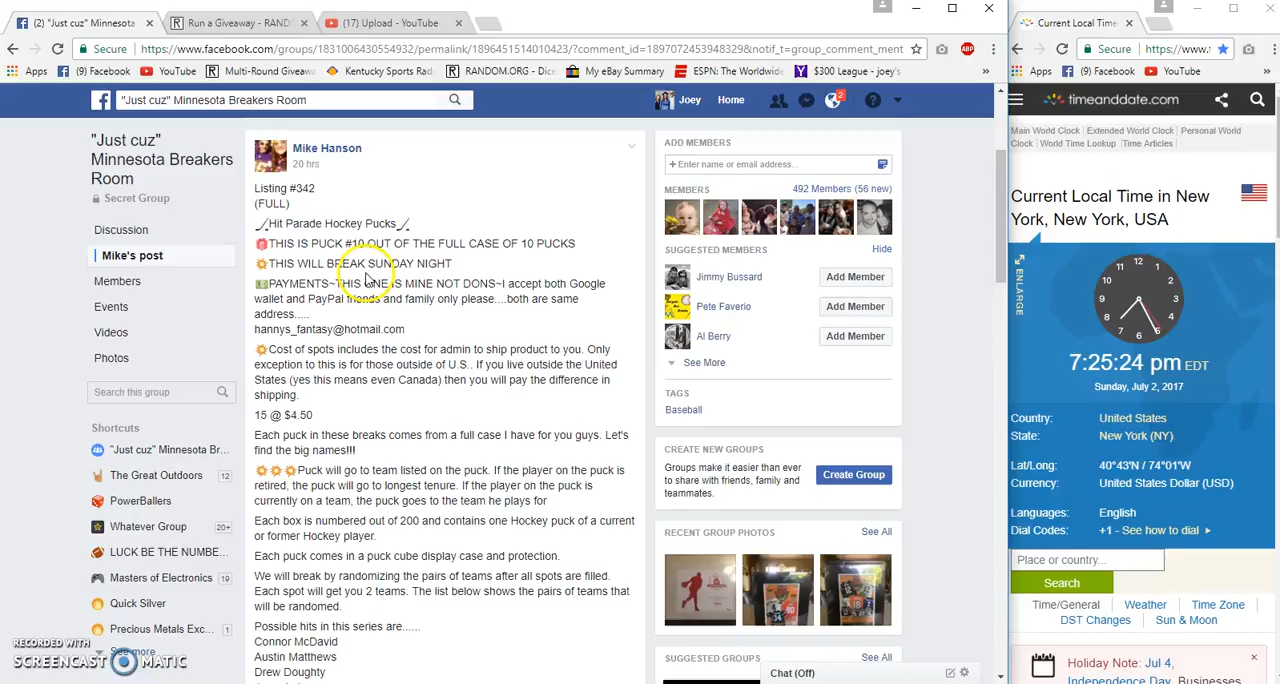 "Just cuz" Minnesota
Run a Giveaway - RAND
(17) Upload - YouTube
Secure
https://www.facebook.com/groups/1831006430554932/permalink/1896451514010423/?comment_id=1897072453948329&notif_t=group_comment_ment
Apps
(9) Facebook
YouTube
Multi-Round Giveaw
Kentucky Sports Rad
RANDOM.ORG - Dice
My eBay Summary
ESPN: The Worldwide
$300 League - joey's
»
"Just cuz" Minnesota Breakers Room
Joey
Home
2
"Just cuz"
Minnesota Breakers
Room
Secret Group
Discussion
Mike's post
Members
Events
Videos
Photos
Search this group
Shortcuts
"Just cuz" Minnesota Br...
The Great Outdoors 12
PowerBallers
Whatever Group 20+
LUCK BE THE NUMBE...
Masters of Electronics 19
Quick Silver
Precious Metals Exc... 1
See more
RECORDED WITH
SCREENCAST MATIC
Mike Hanson
20 hrs
Listing #342
(FULL)
Hit Parade Hockey Pucks
THIS IS PUCK #10 OUT OF THE FULL CASE OF 10 PUCKS
THIS WILL BREAK SUNDAY NIGHT
PAYMENTS~THIS ONE IS MINE NOT DONS~I accept both Google
wallet and PayPal friends and family only please....both are same
address.....
hannys_fantasy@hotmail.com
Cost of spots includes the cost for admin to ship product to you. Only
exception to this is for those outside of U.S.. If you live outside the United
States (yes this means even Canada) then you will pay the difference in
shipping.
15 @ $4.50
Each puck in these breaks comes from a full case I have for you guys. Let's
find the big names!!!
Puck will go to team listed on the puck. If the player on the puck is
retired, the puck will go to longest tenure. If the player on the puck is
currently on a team, the puck goes to the team he plays for
Each box is numbered out of 200 and contains one Hockey puck of a current
or former Hockey player.
Each puck comes in a puck cube display case and protection.
We will break by randomizing the pairs of teams after all spots are filled.
Each spot will get you 2 teams. The list below shows the pairs of teams that
will be randomed.
Possible hits in this series are......
Connor McDavid
Austin Matthews
Drew Doughty
ADD MEMBERS
+ Enter name or email address...
MEMBERS
492 Members (56 new)
SUGGESTED MEMBERS
Hide
Jimmy Bussard
Add Member
Pete Faverio
Add Member
Al Berry
Add Member
See More
TAGS
Baseball
CREATE NEW GROUPS
Groups make it easier than ever
to share with friends, family and
teammates.
Create Group
RECENT GROUP PHOTOS
See All
SUGGESTED GROUPS
See All
Chat (Off)
Current Local Time
Secure
https://www.t
Apps
(9) Facebook
YouTube
»
timeanddate.com
Main World Clock
Extended World Clock
Personal World
Clock
World Time Lookup
Time Articles
Current Local Time in New
York, New York, USA
ENLARGE
12 1 2 3 4 5 6 7 8 9 10 11
7:25:24 pm EDT
Sunday, July 2, 2017
Country: United States
State: New York (NY)
Lat/Long: 40°43'N / 74°01'W
Currency: United States Dollar (USD)
Languages: English
Dial Codes: +1 - See how to dial
Place or country...
Search
Time/General
Weather
Time Zone
DST Changes
Sun & Moon
Holiday Note: Jul 4,
Independence Day, Businesses